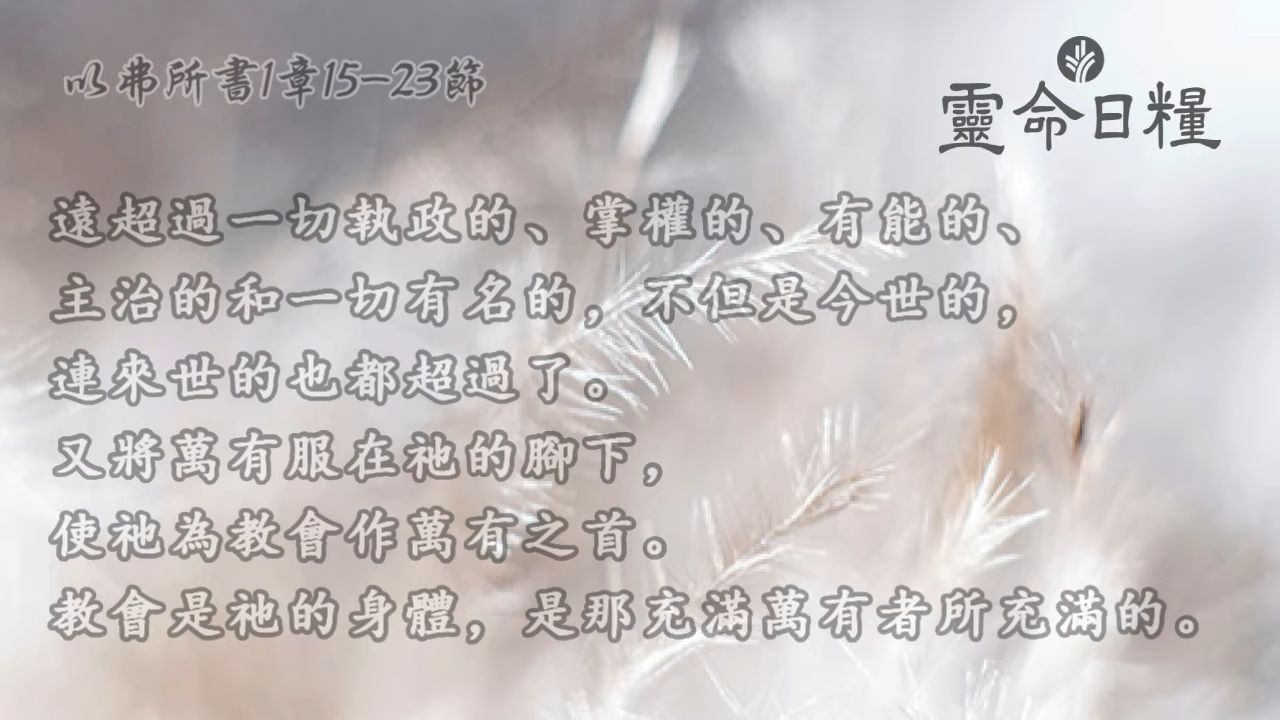 以弗所書1章15-23節
靈命日糧
遠超過一切執政的、掌權的、有能的、
主治的和一切有名的，不但是今世的，
連來世的也都超過了。
又將萬有服在祂的腳下，
使祂為教會作萬有之首。
教會是祂的身體，是那充滿萬有者所充滿的。